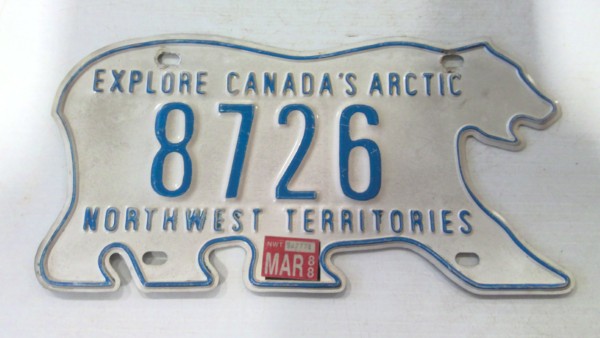 EXPLORE CANADA'S ARCTIC
8726
NORTHWEST TERRITORIES
NWT
MAR 88